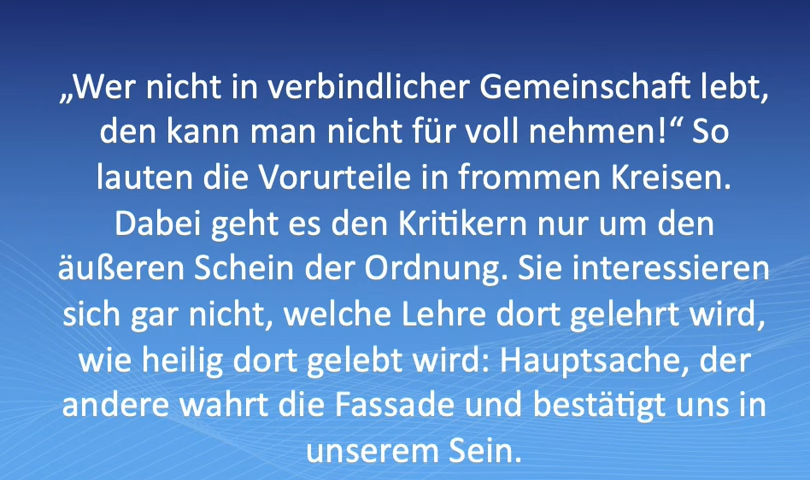 „Wer nicht in verbindlicher Gemeinschaft lebt,
den kann man nicht für voll nehmen!“ So
lauten die Vorurteile in frommen Kreisen.
Dabei geht es den Kritikern nur um den
äußeren Schein der Ordnung. Sie interessieren
sich gar nicht, welche Lehre dort gelehrt wird,
wie heilig dort gelebt wird: Hauptsache, der
andere wahrt die Fassade und bestätigt uns in
unserem Sein.